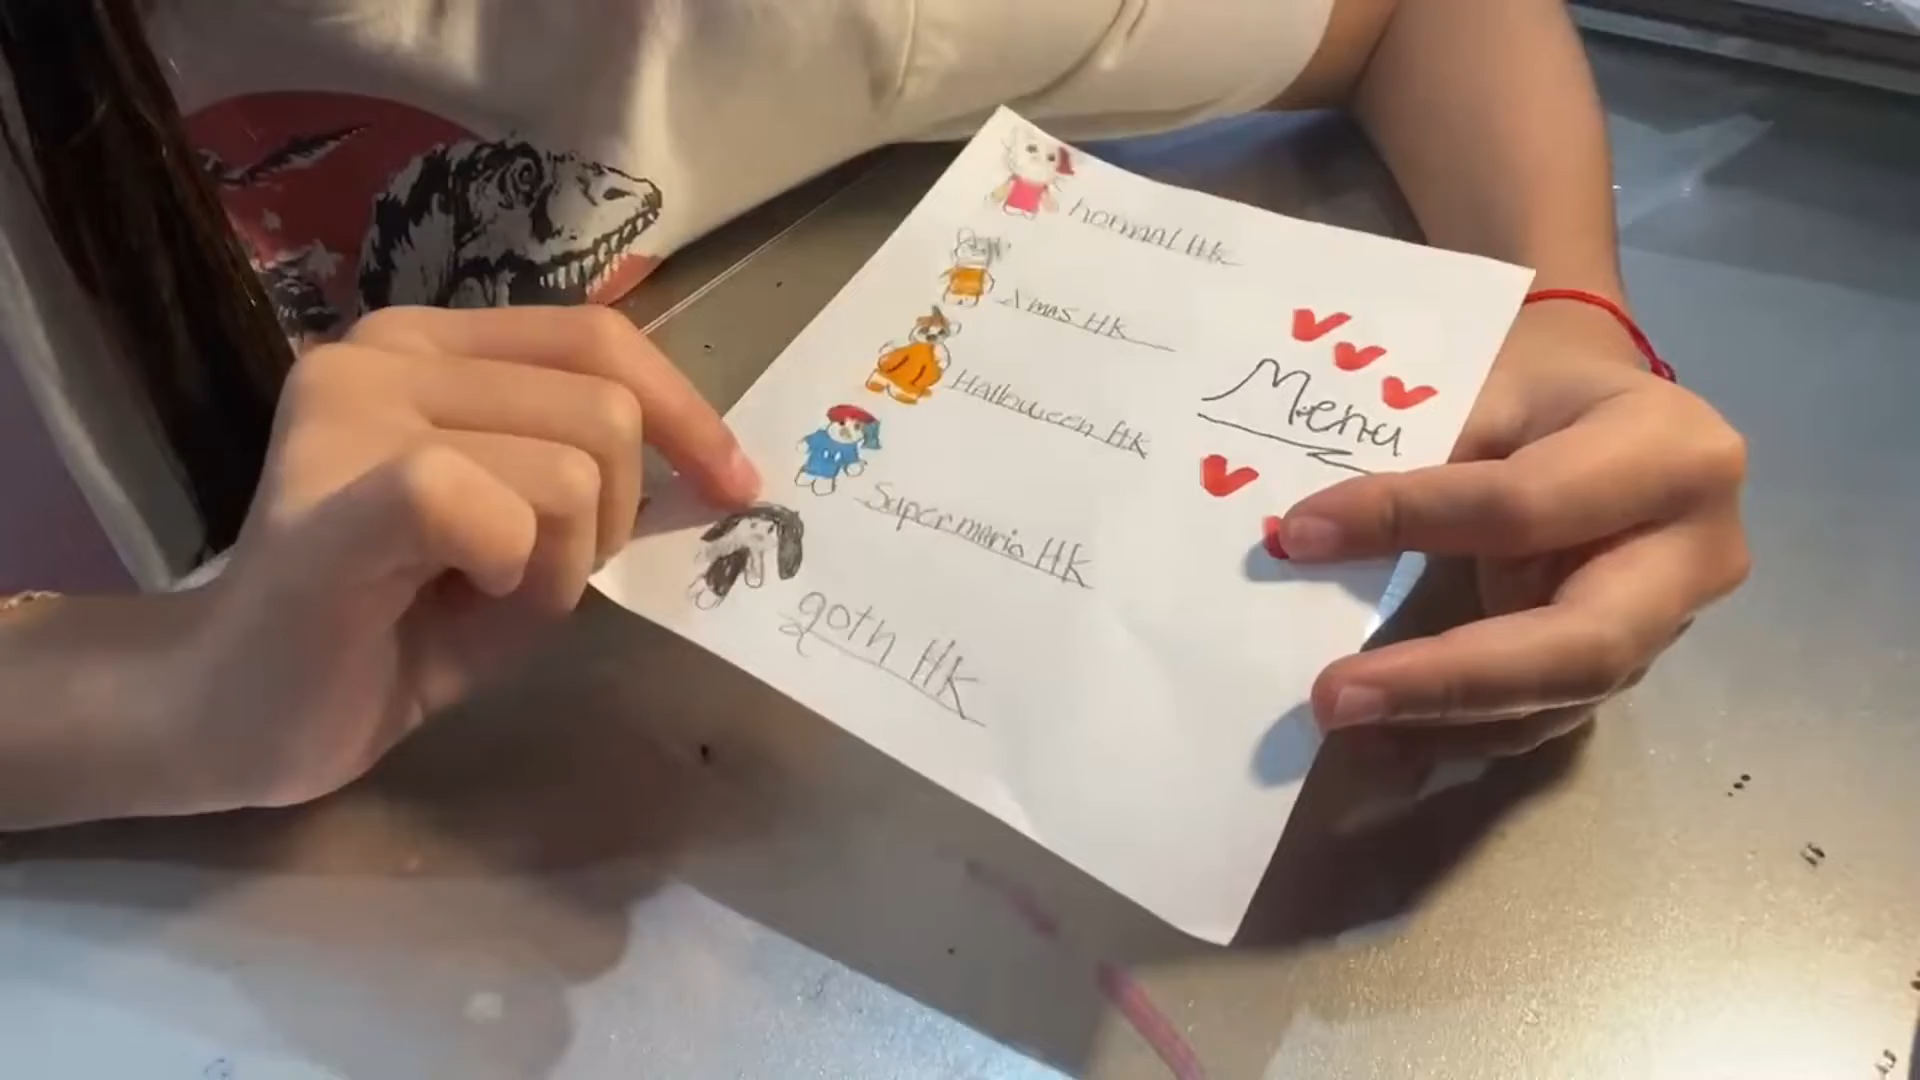 normal HK
Xmas HK
Halloween HK
Supermario HK
goth HK
Menu